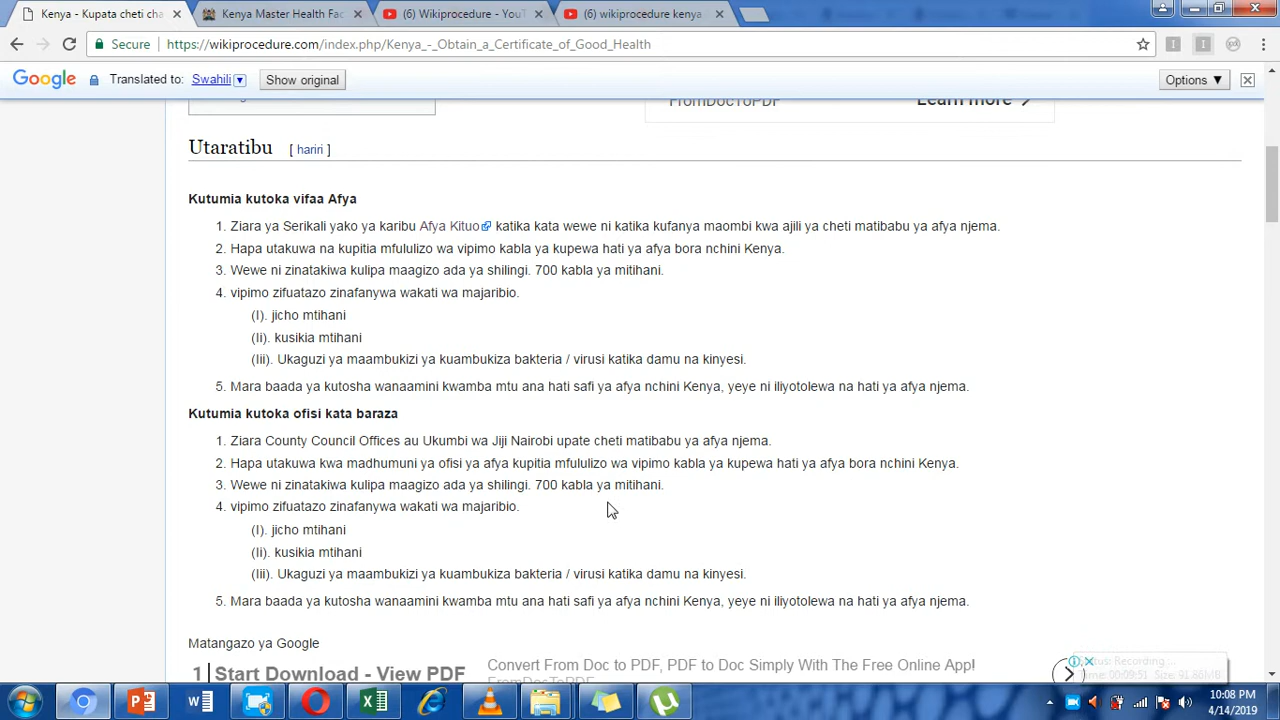 Kenya - Kupata cheti cha
Kenya Master Health Fac
(6) Wikiprocedure - YouT
(6) wikiprocedure kenya
Secure
https://wikiprocedure.com/index.php/Kenya_-_Obtain_a_Certificate_of_Good_Health
Google
Translated to: Swahili
Show original
Options ▼
FromDocToPDF
Learn more
Utaratibu [ hariri ]
Kutumia kutoka vifaa Afya
1. Ziara ya Serikali yako ya karibu Afya Kituo katika kata wewe ni katika kufanya maombi kwa ajili ya cheti matibabu ya afya njema.
2. Hapa utakuwa na kupitia mfululizo wa vipimo kabla ya kupewa hati ya afya bora nchini Kenya.
3. Wewe ni zinatakiwa kulipa maagizo ada ya shilingi. 700 kabla ya mitihani.
4. vipimo zifuatazo zinafanywa wakati wa majaribio.
(I). jicho mtihani
(Ii). kusikia mtihani
(Iii). Ukaguzi ya maambukizi ya kuambukiza bakteria / virusi katika damu na kinyesi.
5. Mara baada ya kutosha wanaamini kwamba mtu ana hati safi ya afya nchini Kenya, yeye ni iliyotolewa na hati ya afya njema.
Kutumia kutoka ofisi kata baraza
1. Ziara County Council Offices au Ukumbi wa Jiji Nairobi upate cheti matibabu ya afya njema.
2. Hapa utakuwa kwa madhumuni ya ofisi ya afya kupitia mfululizo wa vipimo kabla ya kupewa hati ya afya bora nchini Kenya.
3. Wewe ni zinatakiwa kulipa maagizo ada ya shilingi. 700 kabla ya mitihani.
4. vipimo zifuatazo zinafanywa wakati wa majaribio.
(I). jicho mtihani
(Ii). kusikia mtihani
(Iii). Ukaguzi ya maambukizi ya kuambukiza bakteria / virusi katika damu na kinyesi.
5. Mara baada ya kutosha wanaamini kwamba mtu ana hati safi ya afya nchini Kenya, yeye ni iliyotolewa na hati ya afya njema.
Matangazo ya Google
1 Start Download - View PDF
Convert From Doc to PDF, PDF to Doc Simply With The Free Online App!
FromDocToPDF
Status: Recording ...
Time: 00:09:51 Size: 91.86MB
10:08 PM
4/14/2019